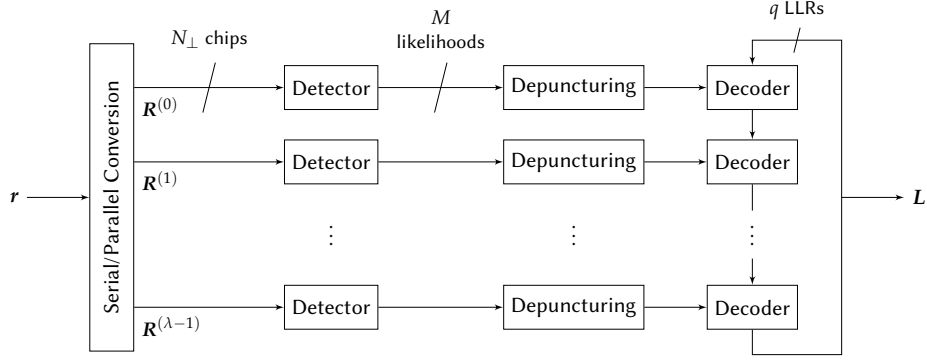 q LLRs
N⊥ chips
M
likelihoods
Serial/Parallel Conversion
Detector
Depuncturing
Decoder
R^(0)
Detector
Depuncturing
Decoder
R^(1)
r
L
⋮ ⋮ ⋮
Detector
Depuncturing
Decoder
R^(λ−1)